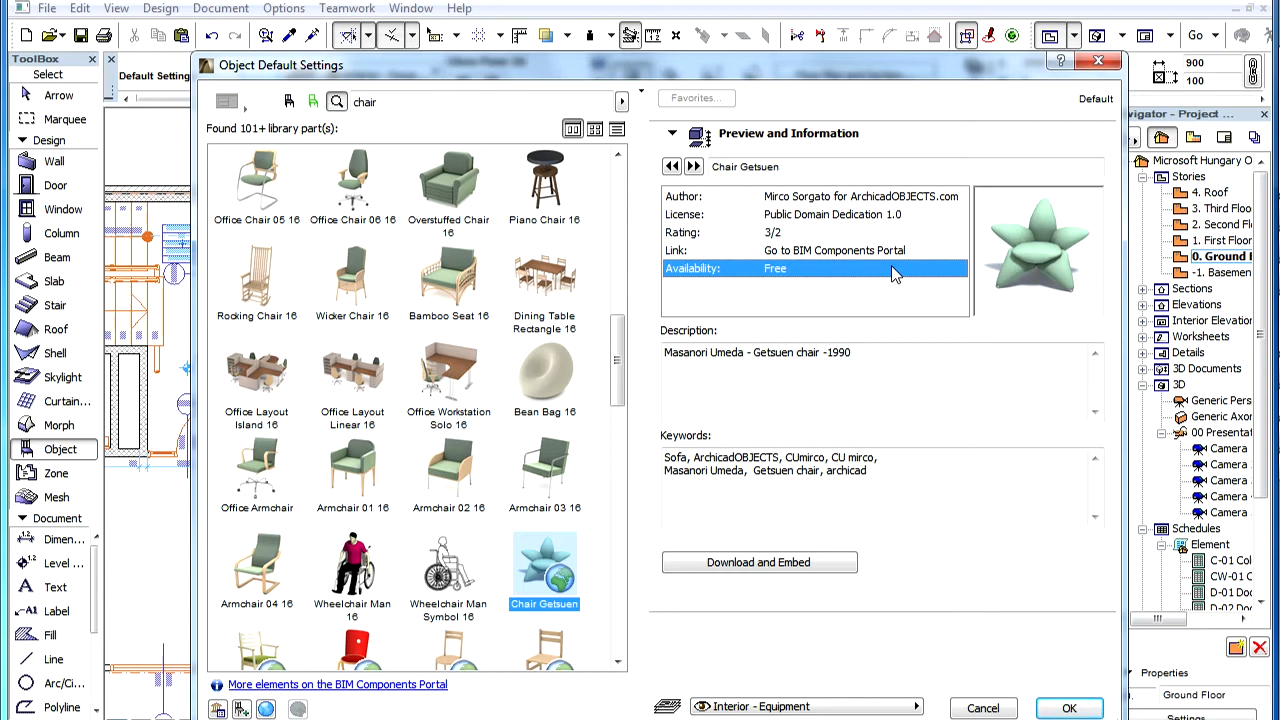 File Edit View Design Document Options Teamwork Window Help
Go to
ToolBox
Select
Arrow
Marquee
Design
Wall
Door
Window
Column
Beam
Slab
Stair
Roof
Shell
Skylight
Curtain...
Morph
Object
Zone
Mesh
Document
Dimen...
Level ...
Text
Label
Fill
Line
Arc/Ci...
Polyline
Default Setting
Object Default Settings
chair
Found 101+ library part(s):
Office Chair 05 16
Office Chair 06 16
Overstuffed Chair 16
Piano Chair 16
Rocking Chair 16
Wicker Chair 16
Bamboo Seat 16
Dining Table Rectangle 16
Office Layout Island 16
Office Layout Linear 16
Office Workstation Solo 16
Bean Bag 16
Office Armchair
Armchair 01 16
Armchair 02 16
Armchair 03 16
Armchair 04 16
Wheelchair Man 16
Wheelchair Man Symbol 16
Chair Getsuen
More elements on the BIM Components Portal
Favorites...
Default
Preview and Information
Chair Getsuen
Author: Mirco Sorgato for ArchicadOBJECTS.com
License: Public Domain Dedication 1.0
Rating: 3/2
Link: Go to BIM Components Portal
Availability: Free
Description:
Masanori Umeda - Getsuen chair -1990
Keywords:
Sofa, ArchicadOBJECTS, CUmirco, CU mirco,
Masanori Umeda, Getsuen chair, archicad
Download and Embed
Interior - Equipment
Cancel
OK
900
100
vigator - Project ...
Microsoft Hungary O
Stories
4. Roof
3. Third Floo
2. Second Fl
1. First Floor
0. Ground
-1. Basemen
Sections
Elevations
Interior Elevation
Worksheets
Details
3D Documents
3D
Generic Pers
Generic Axo
00 Presentat
Camera
Camera
Camera
Camera
Camera
Schedules
Element
C-01 Col
CW-01 C
D-01 Doo
D-02 Doo
Properties
0.
Ground Floor
Settings...